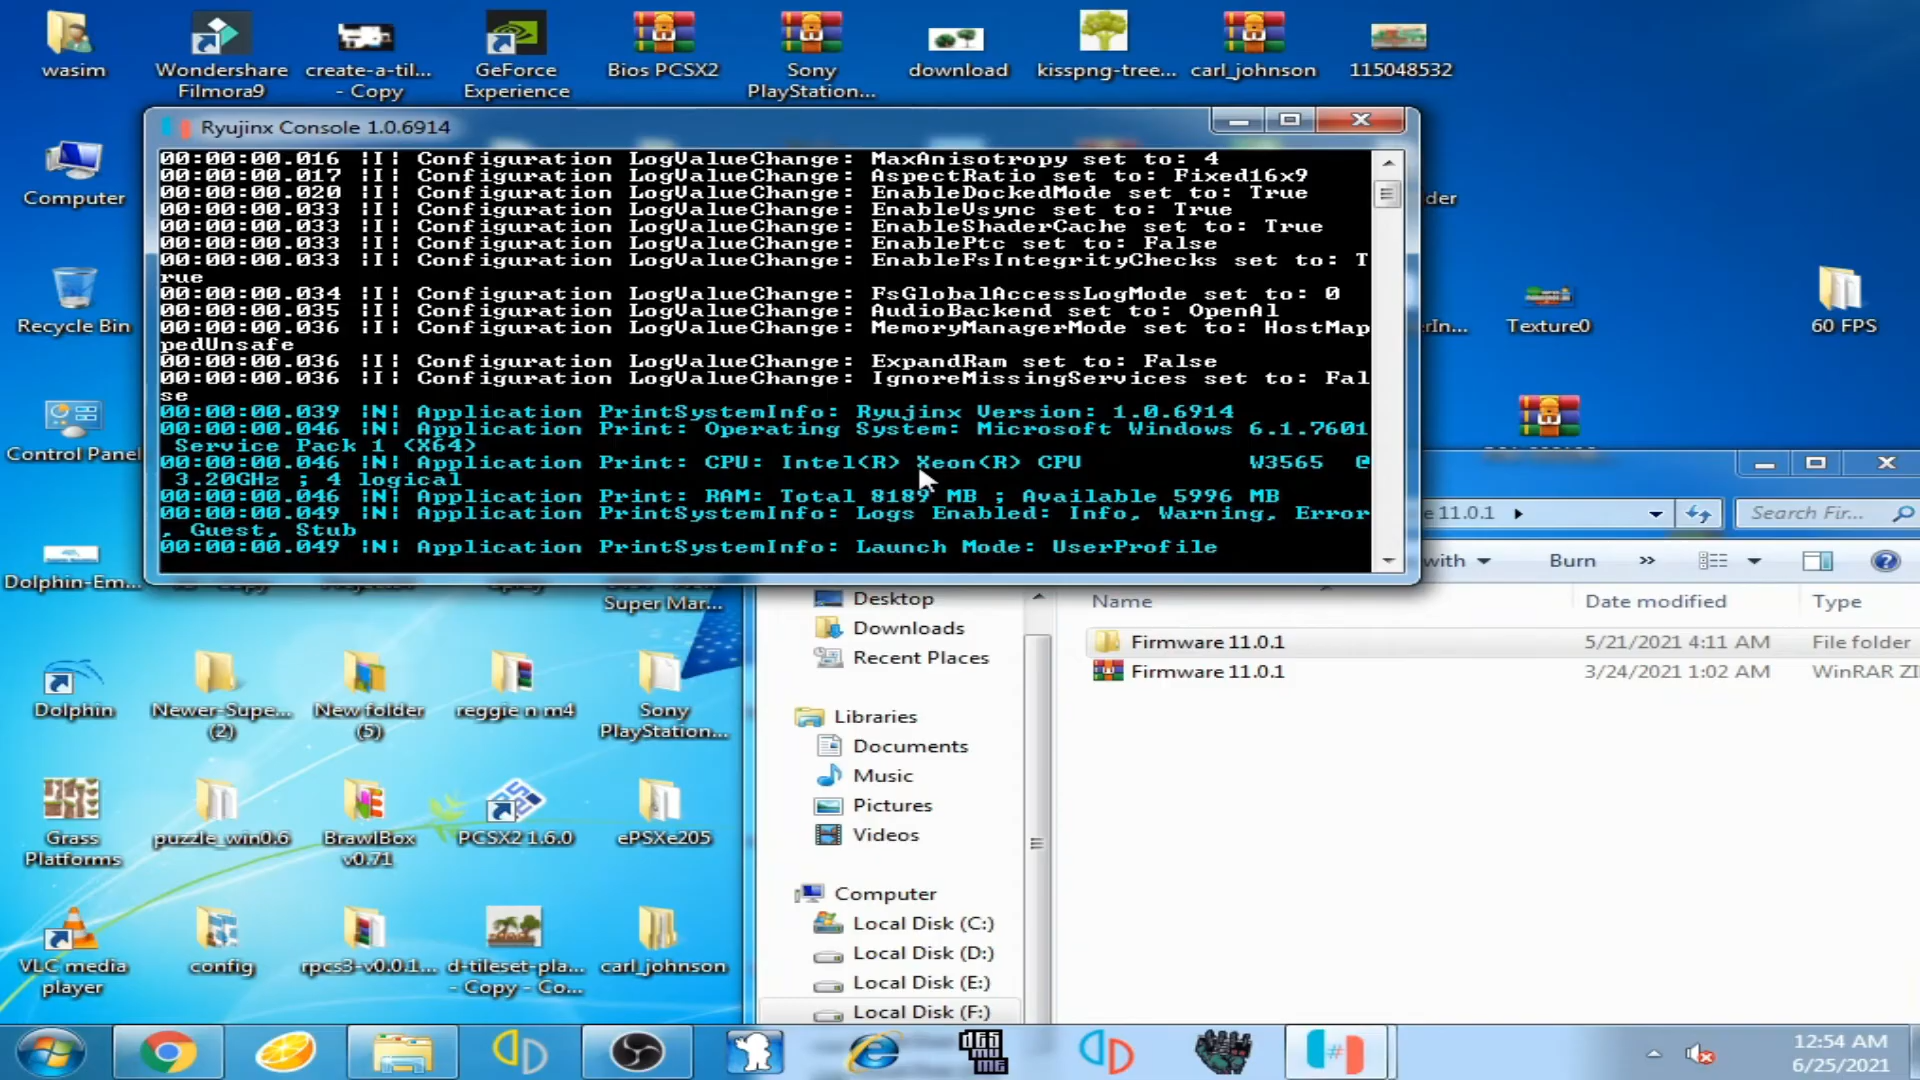 wasim
Wondershare Filmora9
create-a-til... - Copy
GeForce Experience
Bios PCSX2
Sony PlayStation...
download
kisspng-tree...
carl_johnson
115048532
Ryujinx Console 1.0.6914
00:00:00.016 |I| Configuration LogValueChange: MaxAnisotropy set to: 4
00:00:00.017 |I| Configuration LogValueChange: AspectRatio set to: Fixed16x9
00:00:00.020 |I| Configuration LogValueChange: EnableDockedMode set to: True
00:00:00.033 |I| Configuration LogValueChange: EnableVsync set to: True
00:00:00.033 |I| Configuration LogValueChange: EnableShaderCache set to: True
00:00:00.033 |I| Configuration LogValueChange: EnablePtc set to: False
00:00:00.033 |I| Configuration LogValueChange: EnableFsIntegrityChecks set to: T
rue
00:00:00.034 |I| Configuration LogValueChange: FsGlobalAccessLogMode set to: 0
00:00:00.035 |I| Configuration LogValueChange: AudioBackend set to: OpenAl
00:00:00.036 |I| Configuration LogValueChange: MemoryManagerMode set to: HostMap
pedUnsafe
00:00:00.036 |I| Configuration LogValueChange: ExpandRam set to: False
00:00:00.036 |I| Configuration LogValueChange: IgnoreMissingServices set to: Fal
se
00:00:00.039 |N| Application PrintSystemInfo: Ryujinx Version: 1.0.6914
00:00:00.046 |N| Application Print: Operating System: Microsoft Windows 6.1.7601
Service Pack 1 (X64)
00:00:00.046 |N| Application Print: CPU: Intel(R) Xeon(R) CPU W3565 @
3.20GHz ; 4 logical
00:00:00.046 |N| Application Print: RAM: Total 8189 MB ; Available 5996 MB
00:00:00.049 |N| Application PrintSystemInfo: Logs Enabled: Info, Warning, Error
, Guest, Stub
00:00:00.049 |N| Application PrintSystemInfo: Launch Mode: UserProfile
Computer
der
Recycle Bin
rIn...
Texture0
60 FPS
Control Panel
Dolphin-Em...
Super Mar...
e 11.0.1
Search Fir...
with
Burn
»
Name
Date modified
Type
Firmware 11.0.1
5/21/2021 4:11 AM
File folder
Firmware 11.0.1
3/24/2021 1:02 AM
WinRAR ZI
Desktop
Downloads
Recent Places
Libraries
Documents
Music
Pictures
Videos
Computer
Local Disk (C:)
Local Disk (D:)
Local Disk (E:)
Local Disk (F:)
Dolphin
Newer-Supe... (2)
New folder (5)
reggie n m4
Sony PlayStation...
Grass Platforms
puzzle_win0.6
BrawlBox v0.71
PCSX2 1.6.0
ePSXe205
VLC media player
config
rpcs3-v0.0.1...
d-tileset-pla... - Copy - Co...
carl_johnson
12:54 AM
6/25/2021